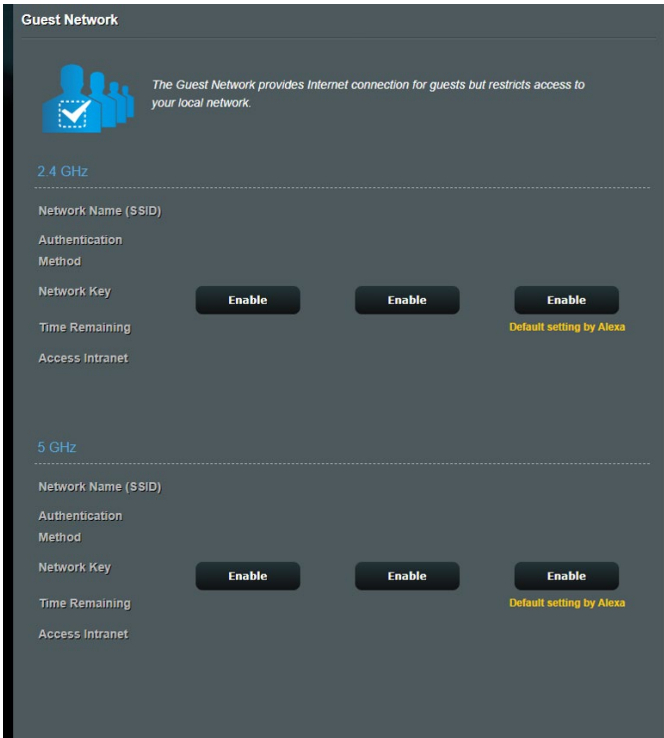 Guest Network
The Guest Network provides Internet connection for guests but restricts access to
your local network.
2.4 GHz
Network Name (SSID)
Authentication
Method
Network Key
Enable
Enable
Enable
Time Remaining
Default setting by Alexa
Access Intranet
5 GHz
Network Name (SSID)
Authentication
Method
Network Key
Enable
Enable
Enable
Time Remaining
Default setting by Alexa
Access Intranet